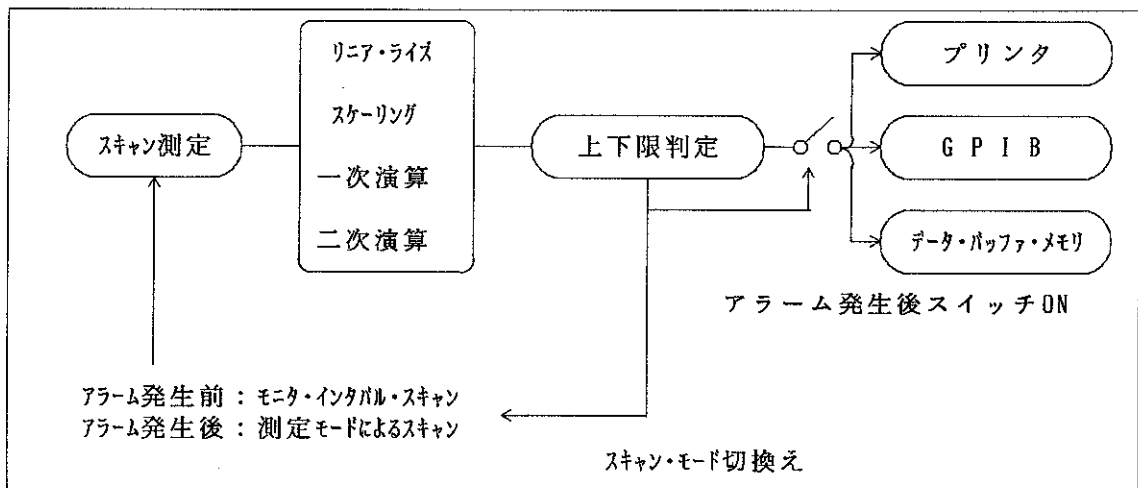 スキャン測定
リニア・ライズ
スケーリング
一次演算
二次演算
上下限判定
プリンタ
GPIB
データ・バッファ・メモリ
アラーム発生後スイッチON
アラーム発生前：モニタ・インタバル・スキャン
アラーム発生後：測定モードによるスキャン
スキャン・モード切換え